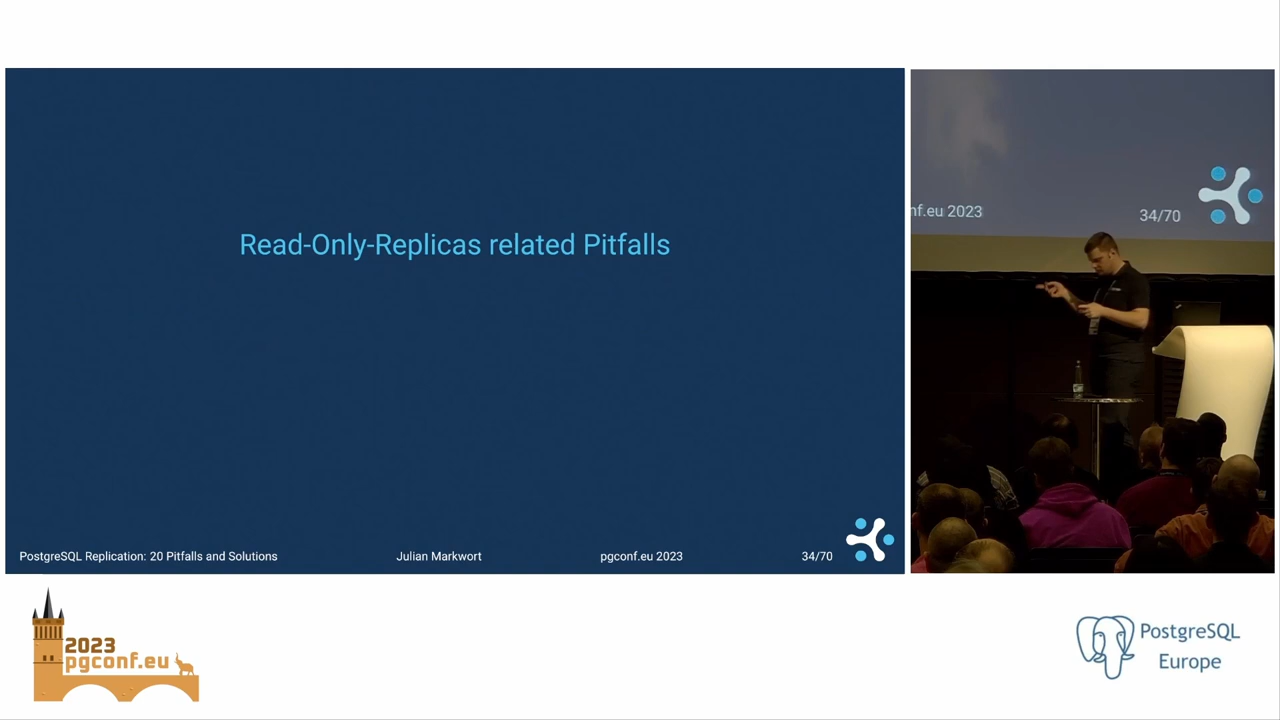 Read-Only-Replicas related Pitfalls
PostgreSQL Replication: 20 Pitfalls and Solutions
Julian Markwort
pgconf.eu 2023
34/70
nf.eu 2023
34/70
2023
pgconf.eu
PostgreSQL
Europe